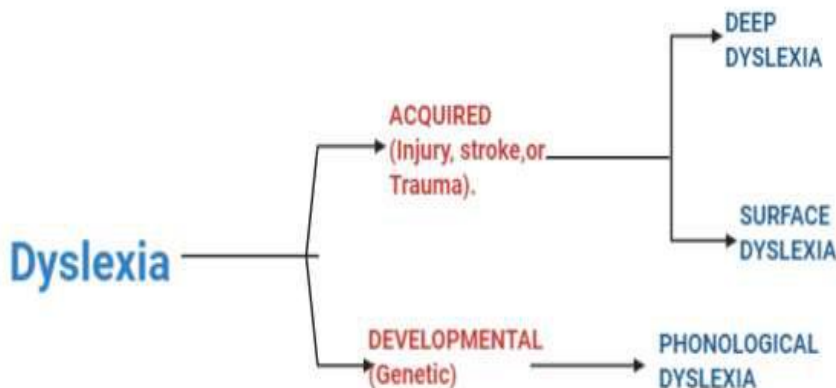 Dyslexia
ACQUIRED
(Injury, stroke,or
Trauma).
DEEP
DYSLEXIA
SURFACE
DYSLEXIA
DEVELOPMENTAL
(Genetic)
PHONOLOGICAL
DYSLEXIA